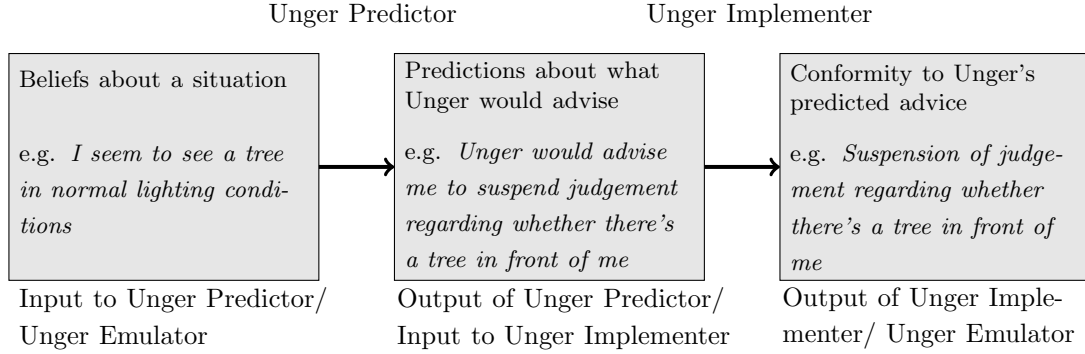 Unger Predictor
Unger Implementer
Beliefs about a situation
e.g. I seem to see a tree
in normal lighting condi-
tions
Predictions about what
Unger would advise
e.g. Unger would advise
me to suspend judgement
regarding whether there's
a tree in front of me
Conformity to Unger's
predicted advice
e.g. Suspension of judge-
ment regarding whether
there's a tree in front of
me
Input to Unger Predictor/
Unger Emulator
Output of Unger Predictor/
Input to Unger Implementer
Output of Unger Imple-
menter/ Unger Emulator